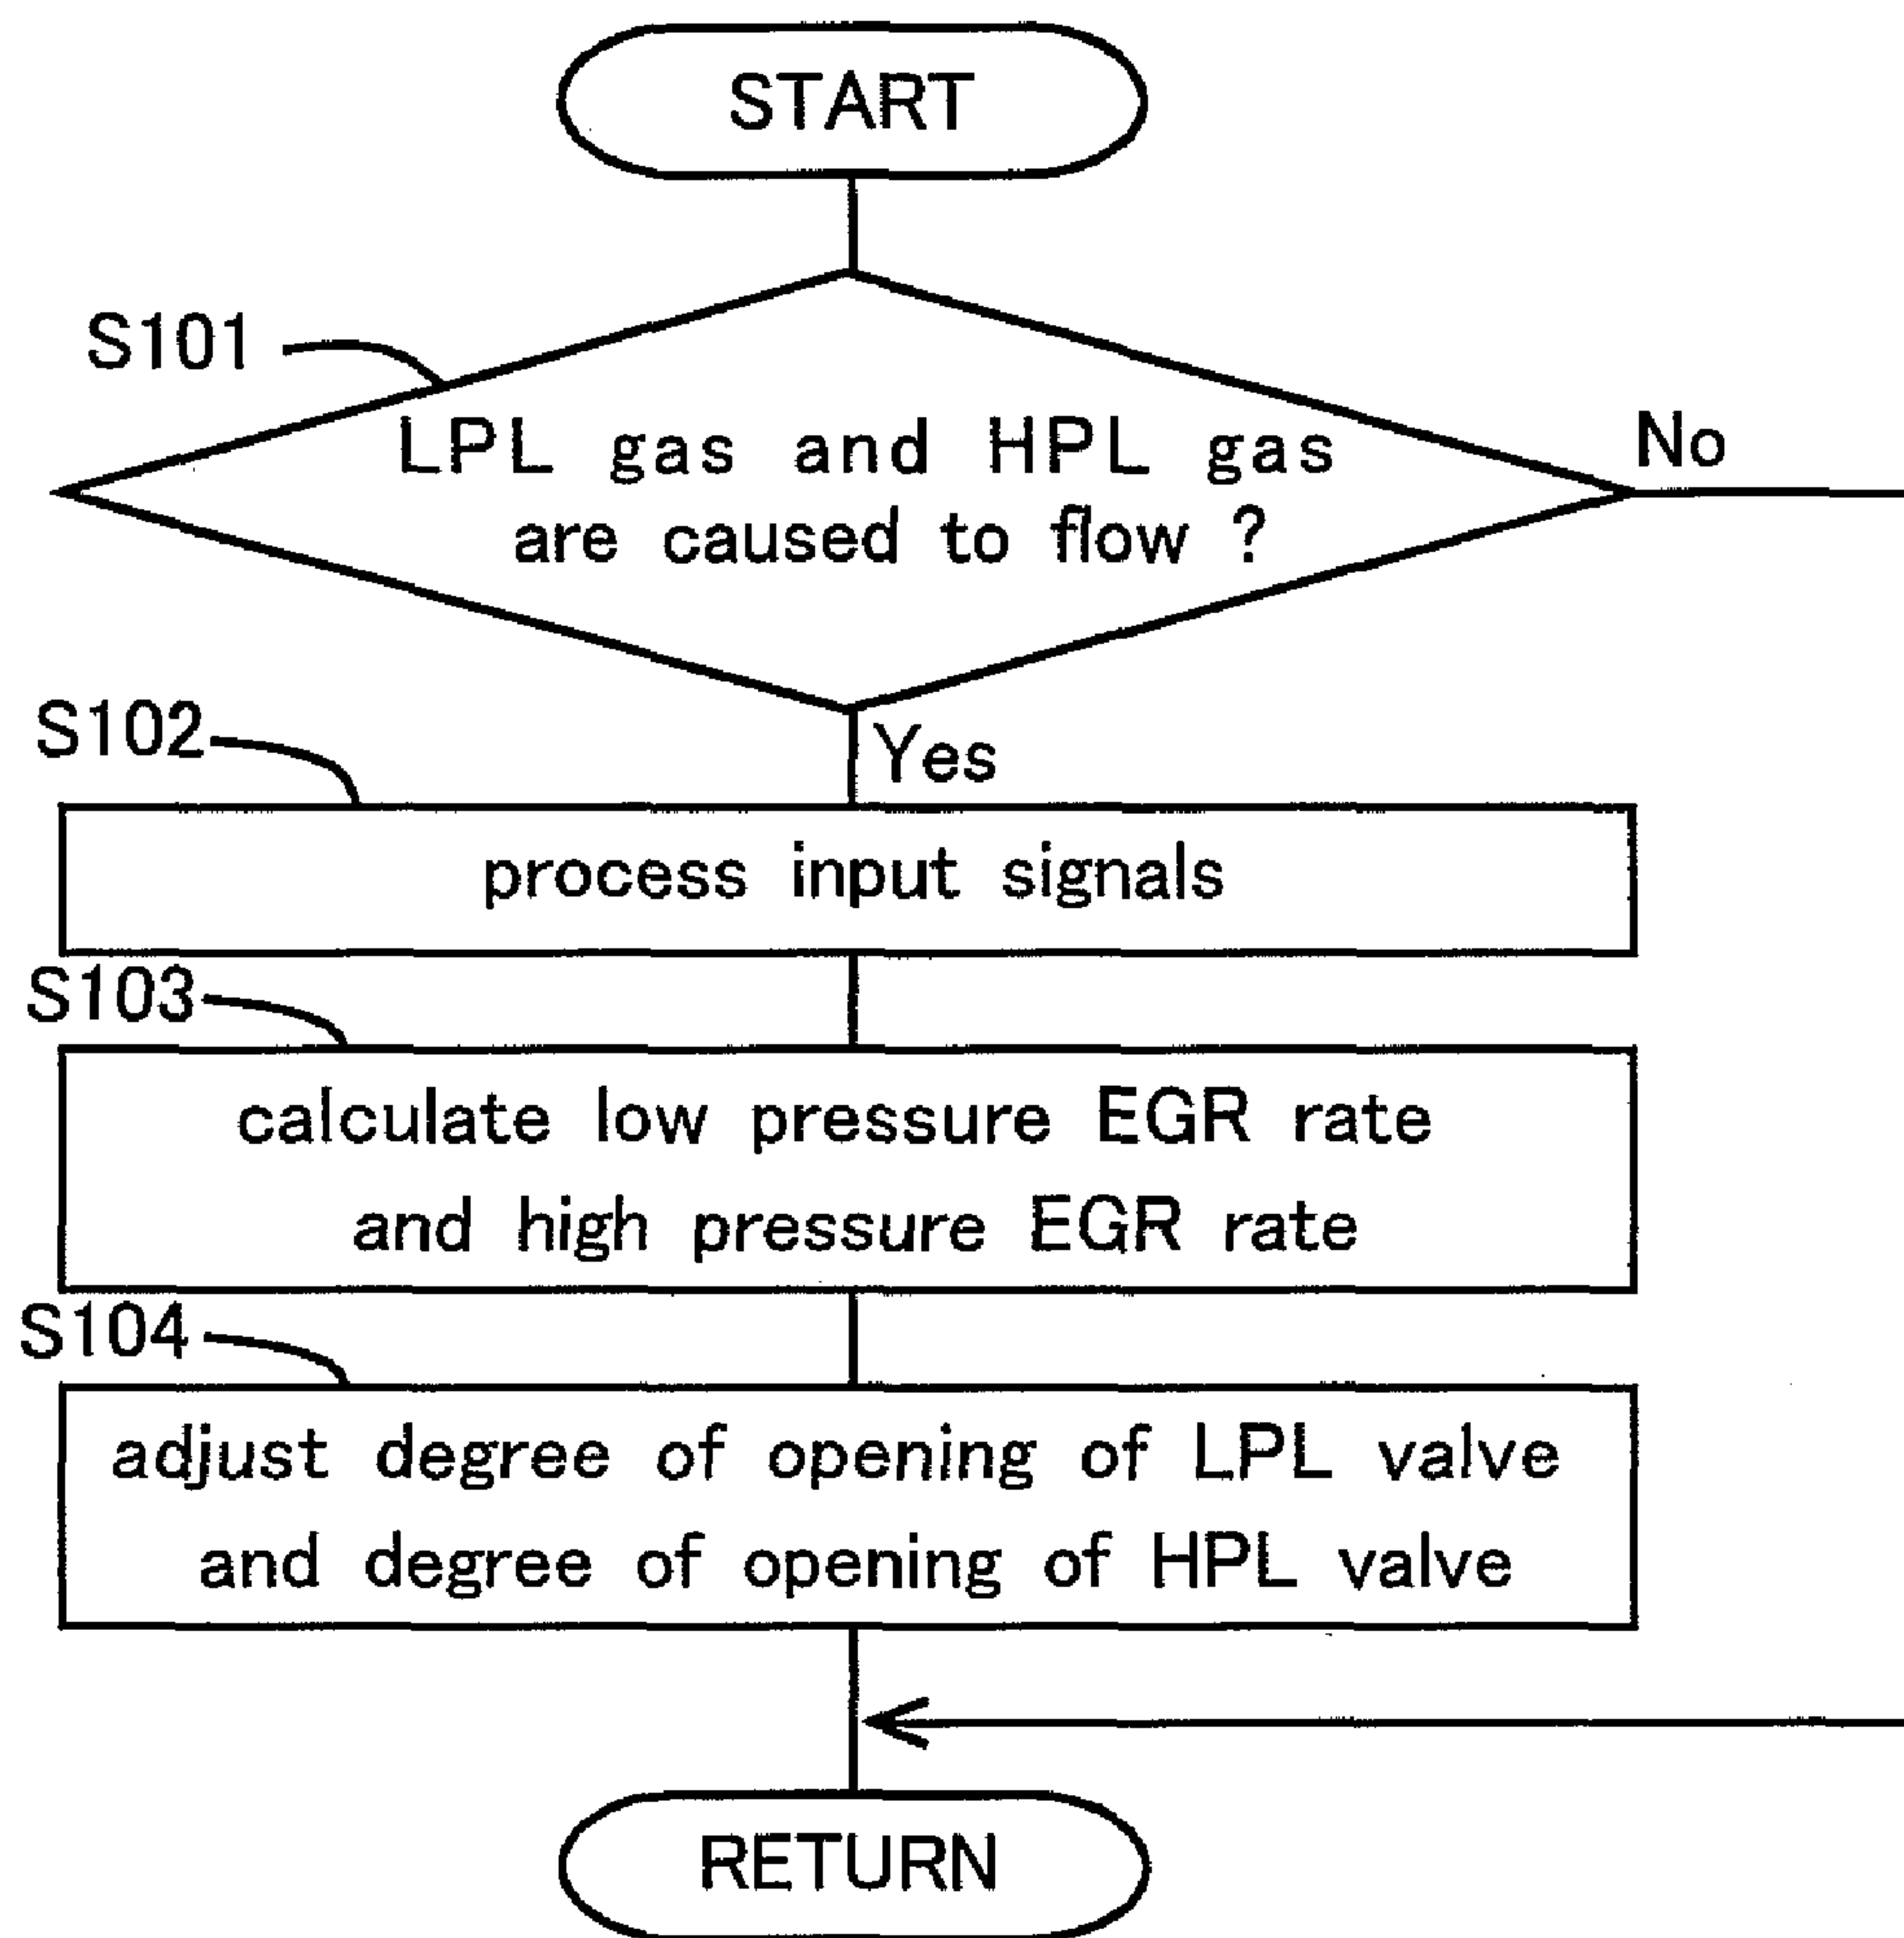 START
S101
LPL gas and HPL gas
are caused to flow ?
No
Yes
S102
process input signals
S103
calculate low pressure EGR rate
and high pressure EGR rate
S104
adjust degree of opening of LPL valve
and degree of opening of HPL valve
RETURN